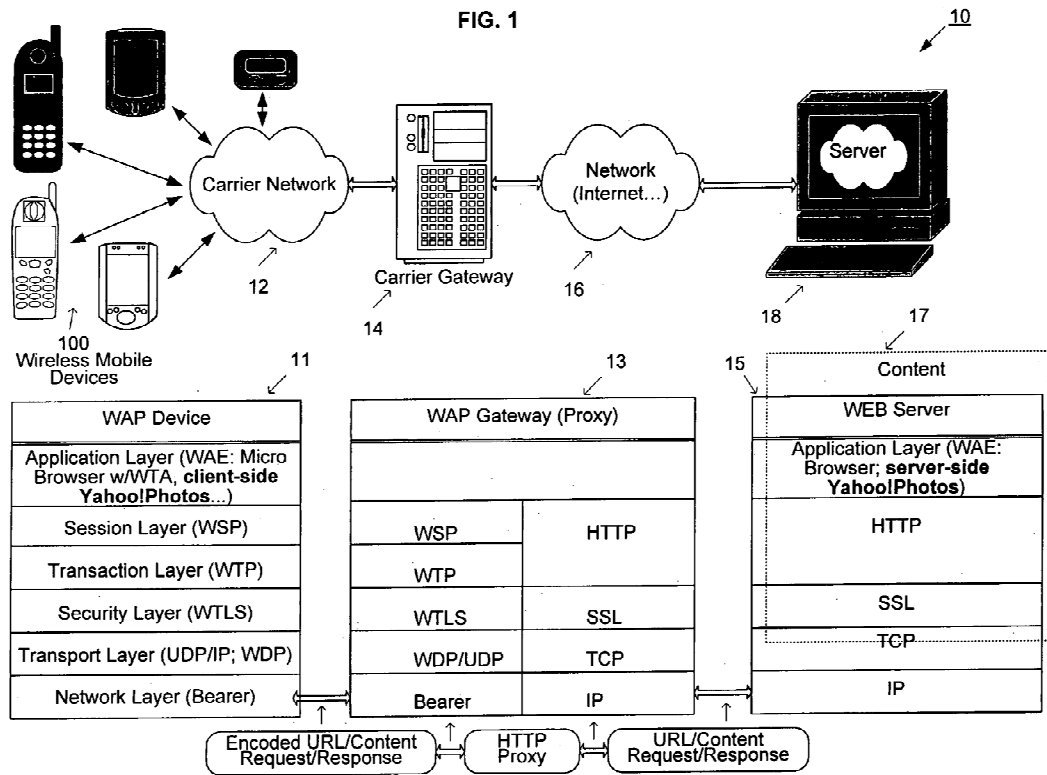 FIG. 1
10
Carrier Network
Network
(Internet...)
Server
Carrier Gateway
12
14
16
18
17
100
Wireless Mobile
Devices
11
13
15
Content
WAP Device
Application Layer (WAE: Micro
Browser w/WTA, client-side
Yahoo!Photos...)
Session Layer (WSP)
Transaction Layer (WTP)
Security Layer (WTLS)
Transport Layer (UDP/IP; WDP)
Network Layer (Bearer)
WAP Gateway (Proxy)
WSP
HTTP
WTP
WTLS
SSL
WDP/UDP
TCP
Bearer
IP
WEB Server
Application Layer (WAE:
Browser; server-side
Yahoo!Photos)
HTTP
SSL
TCP
IP
Encoded URL/Content
Request/Response
HTTP
Proxy
URL/Content
Request/Response